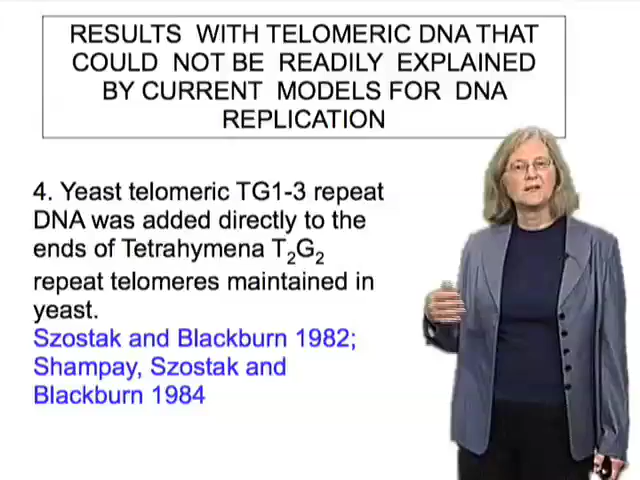 RESULTS WITH TELOMERIC DNA THAT
COULD NOT BE READILY EXPLAINED
BY CURRENT MODELS FOR DNA
REPLICATION
4. Yeast telomeric TG1-3 repeat
DNA was added directly to the
ends of Tetrahymena T₂G₂
repeat telomeres maintained in
yeast.
Szostak and Blackburn 1982;
Shampay, Szostak and
Blackburn 1984